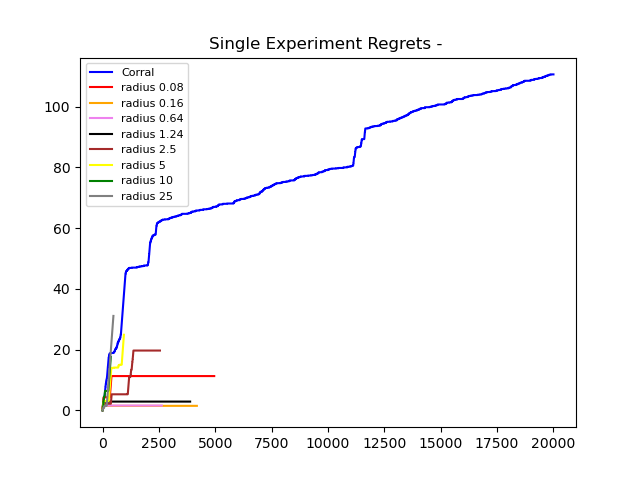 Single Experiment Regrets -
Corral
radius 0.08
radius 0.16
radius 0.64
radius 1.24
radius 2.5
radius 5
radius 10
radius 25
100
80
60
40
20
0
0 2500 5000 7500 10000 12500 15000 17500 20000